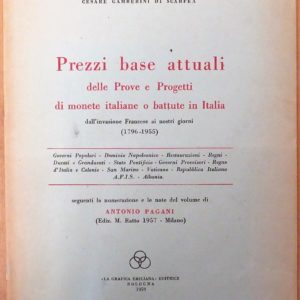 CESARE GAMBERINI DI SCARFEA
Prezzi base attuali
delle Prove e Progetti
di monete italiane o battute in Italia
dall'invasione Francese ai nostri giorni
(1796-1955)
Governi Popolari - Dominio Napoleonico - Restaurazioni - Regni -
Ducati e Granducati - Stato Pontificio - Governi Provvisori - Regno
d'Italia e Colonie - San Marino - Vaticano - Repubblica Italiana
A.F.I.S. - Albania.
seguenti la numerazione e le note del volume di
ANTONIO PAGANI
(Ediz. M. Ratto 1957 - Milano)
«LA GRAFICA EMILIANA» EDITRICE
BOLOGNA